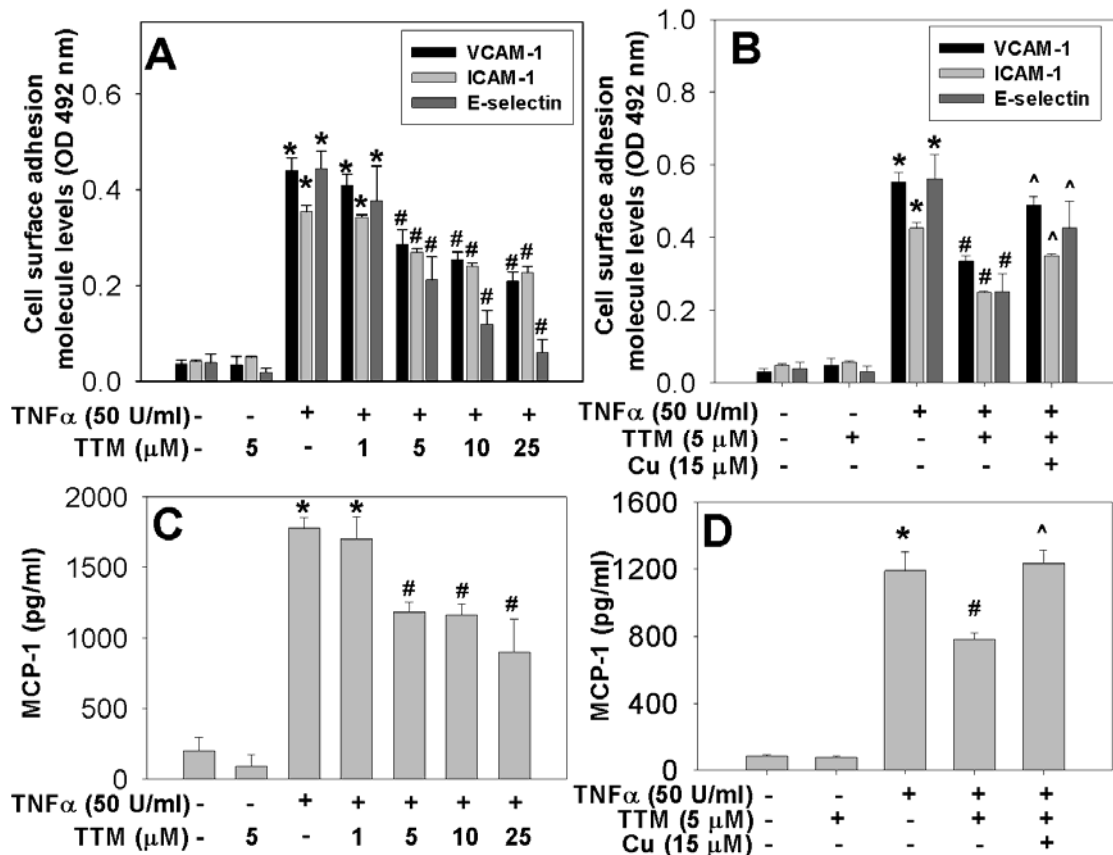 A
VCAM-1
ICAM-1
E-selectin
Cell surface adhesion
molecule levels (OD 492 nm)
0.6
0.4
0.2
0.0
* * *
* * *
# # #
# # #
# # #
TNFα (50 U/ml) - - + + + + +
TTM (μM) - 5 - 1 5 10 25
B
VCAM-1
ICAM-1
E-selectin
Cell surface adhesion
molecule levels (OD 492 nm)
1.0
0.8
0.6
0.4
0.2
0.0
* * *
# # #
^ ^ ^
TNFα (50 U/ml) - - + + +
TTM (5 μM) - + - + +
Cu (15 μM) - - - - +
C
MCP-1 (pg/ml)
2000
1500
1000
500
0
* * # # #
TNFα (50 U/ml) - - + + + + +
TTM (μM) - 5 - 1 5 10 25
D
MCP-1 (pg/ml)
1600
1200
800
400
0
* # ^
TNFα (50 U/ml) - - + + +
TTM (5 μM) - + - + +
Cu (15 μM) - - - - +